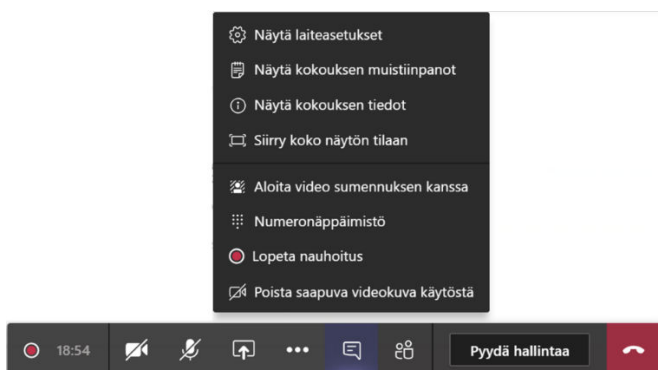 Näytä laiteasetukset
Näytä kokouksen muistiinpanot
Näytä kokouksen tiedot
Siirry koko näytön tilaan
Aloita video sumennuksen kanssa
Numeronäppäimistö
Lopeta nauhoitus
Poista saapuva videokuva käytöstä
18:54
Pyydä hallintaa